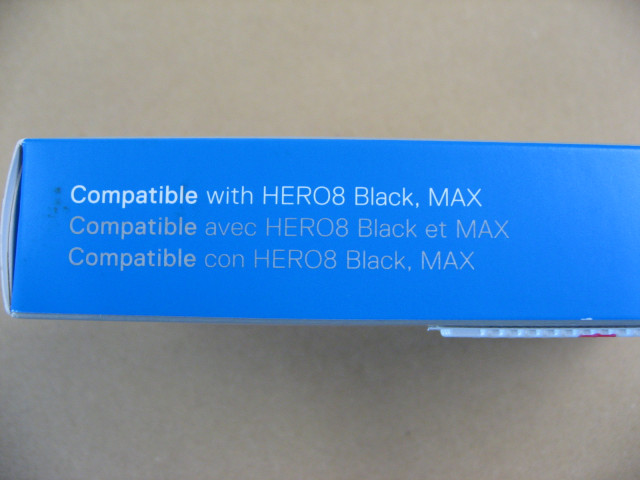 Compatible with HERO8 Black, MAX
Compatible avec HERO8 Black et MAX
Compatible con HERO8 Black, MAX